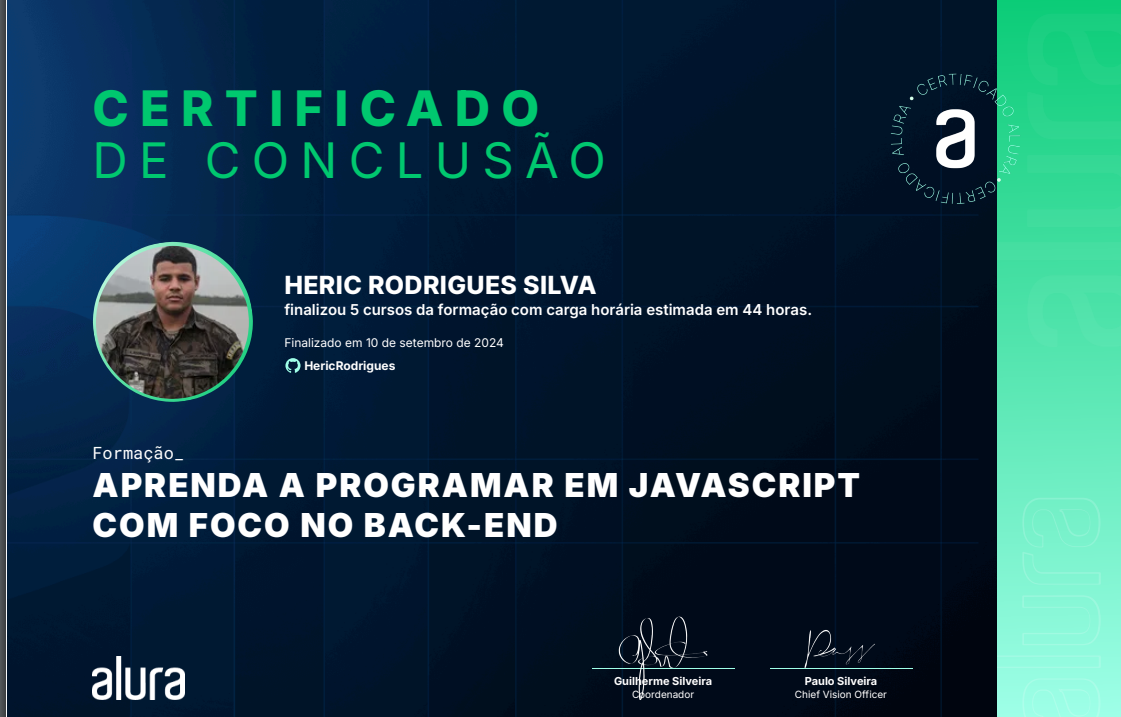 CERTIFICADO
DE CONCLUSÃO
CERTIFICADO ALURA • CERTIFICADO ALURA •
a
HERIC RODRIGUES SILVA
finalizou 5 cursos da formação com carga horária estimada em 44 horas.
Finalizado em 10 de setembro de 2024
HericRodrigues
Formação_
APRENDA A PROGRAMAR EM JAVASCRIPT
COM FOCO NO BACK-END
alura
Guilherme Silveira
Coordenador
Paulo Silveira
Chief Vision Officer
alura
alura